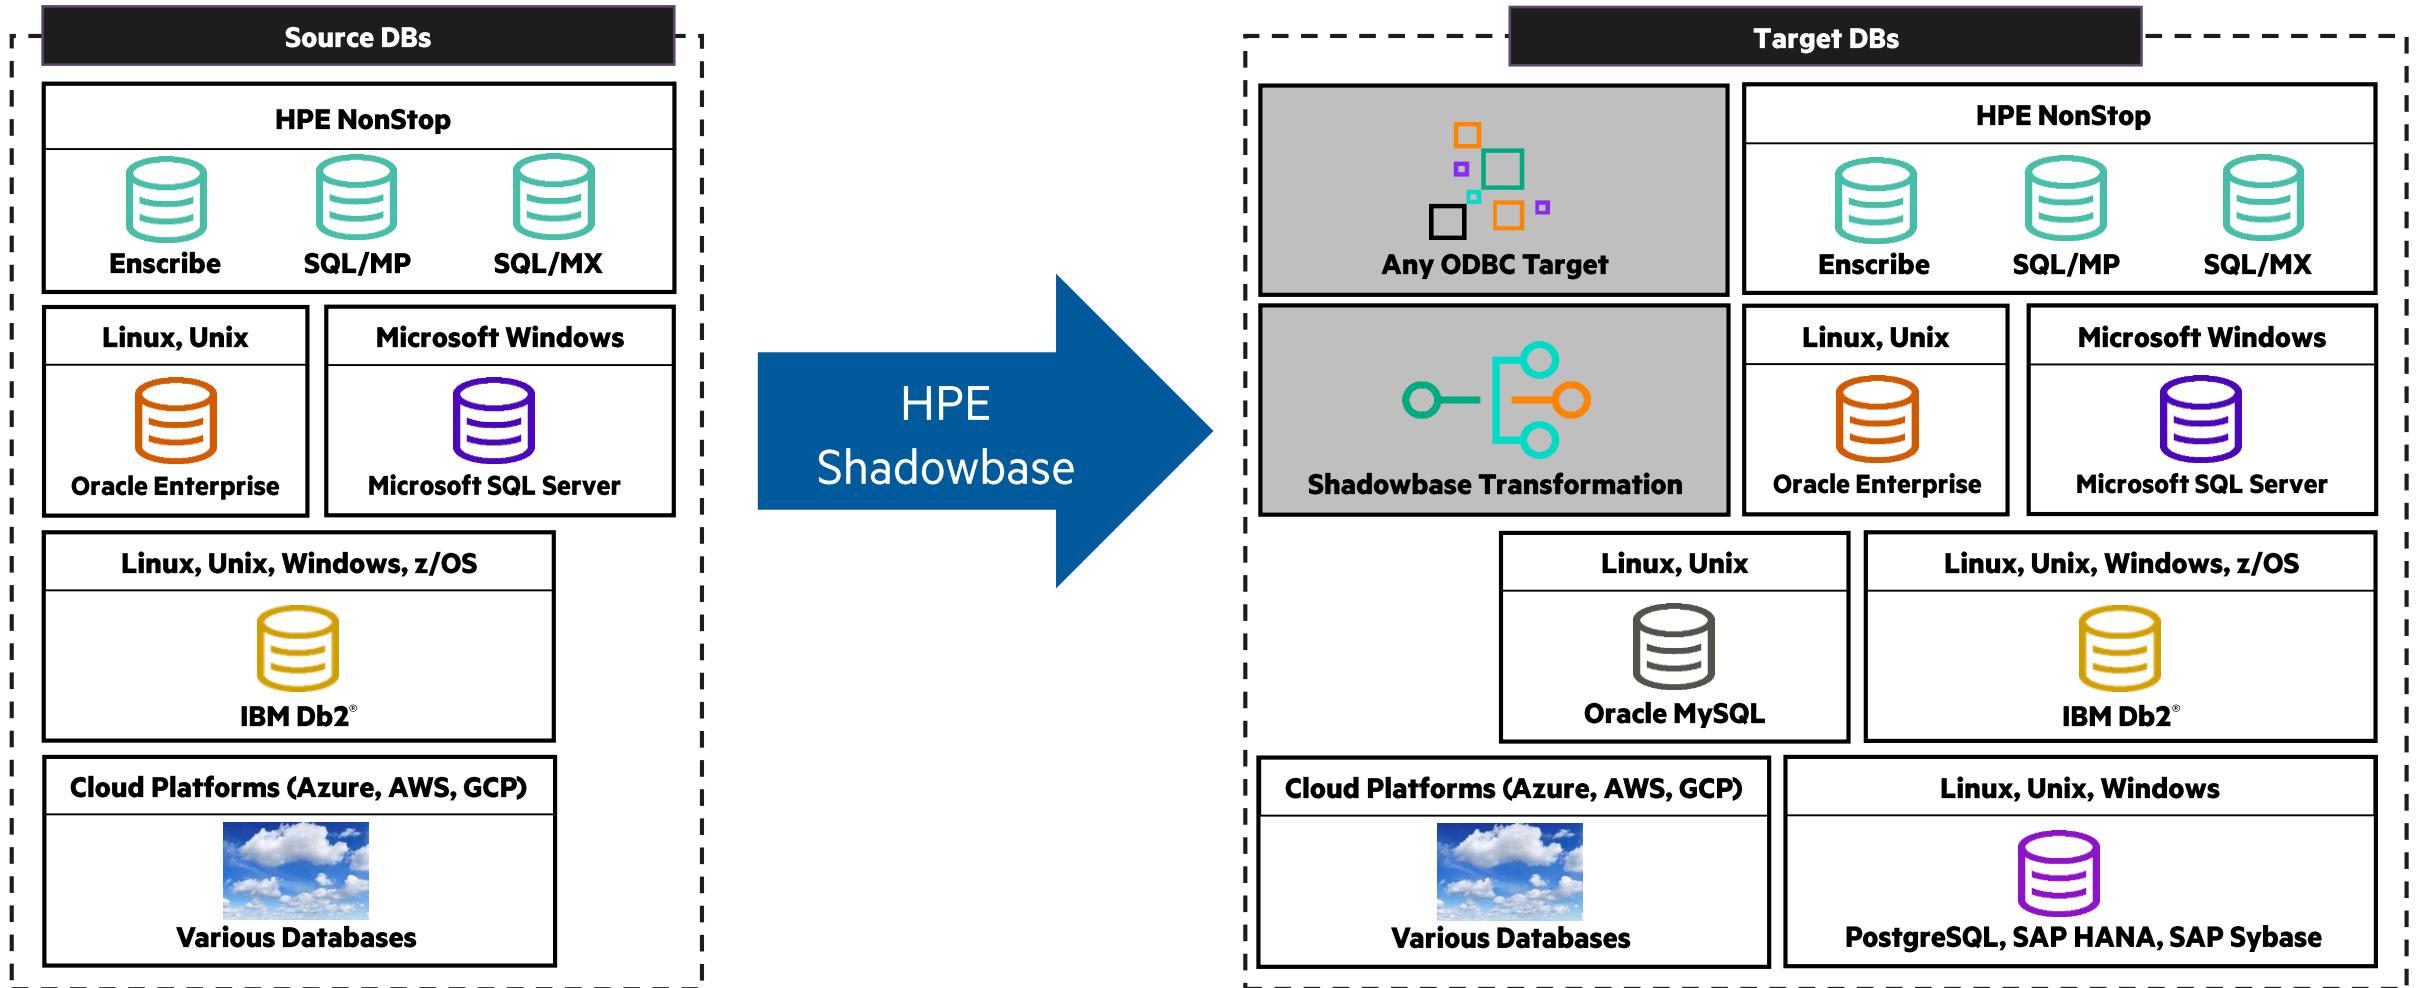 Source DBs
HPE NonStop
Enscribe
SQL/MP
SQL/MX
Linux, Unix
Oracle Enterprise
Microsoft Windows
Microsoft SQL Server
Linux, Unix, Windows, z/OS
IBM Db2®
Cloud Platforms (Azure, AWS, GCP)
Various Databases
HPE
Shadowbase
Target DBs
Any ODBC Target
HPE NonStop
Enscribe
SQL/MP
SQL/MX
Shadowbase Transformation
Linux, Unix
Oracle Enterprise
Microsoft Windows
Microsoft SQL Server
Linux, Unix
Oracle MySQL
Linux, Unix, Windows, z/OS
IBM Db2®
Cloud Platforms (Azure, AWS, GCP)
Various Databases
Linux, Unix, Windows
PostgreSQL, SAP HANA, SAP Sybase